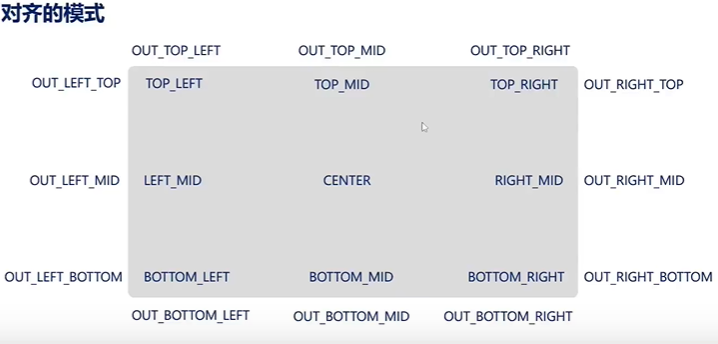 对齐的模式
OUT_TOP_LEFT OUT_TOP_MID OUT_TOP_RIGHT
OUT_LEFT_TOP TOP_LEFT TOP_MID TOP_RIGHT OUT_RIGHT_TOP
OUT_LEFT_MID LEFT_MID CENTER RIGHT_MID OUT_RIGHT_MID
OUT_LEFT_BOTTOM BOTTOM_LEFT BOTTOM_MID BOTTOM_RIGHT OUT_RIGHT_BOTTOM
OUT_BOTTOM_LEFT OUT_BOTTOM_MID OUT_BOTTOM_RIGHT